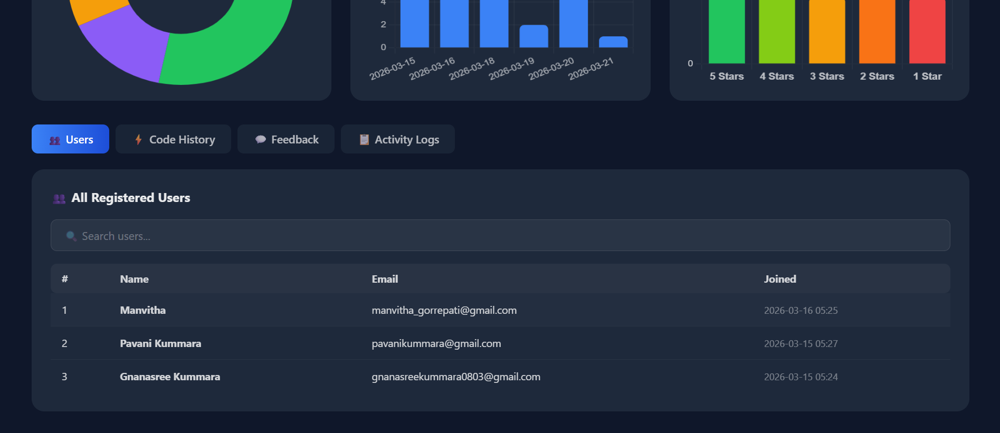 4
2
0
2026-03-15 2026-03-16 2026-03-18 2026-03-19 2026-03-20 2026-03-21
0
5 Stars 4 Stars 3 Stars 2 Stars 1 Star
Users Code History Feedback Activity Logs
All Registered Users
Search users...
# Name Email Joined
1 Manvitha manvitha_gorrepati@gmail.com 2026-03-16 05:25
2 Pavani Kummara pavanikummara@gmail.com 2026-03-15 05:27
3 Gnanasree Kummara gnanasreekummara0803@gmail.com 2026-03-15 05:24